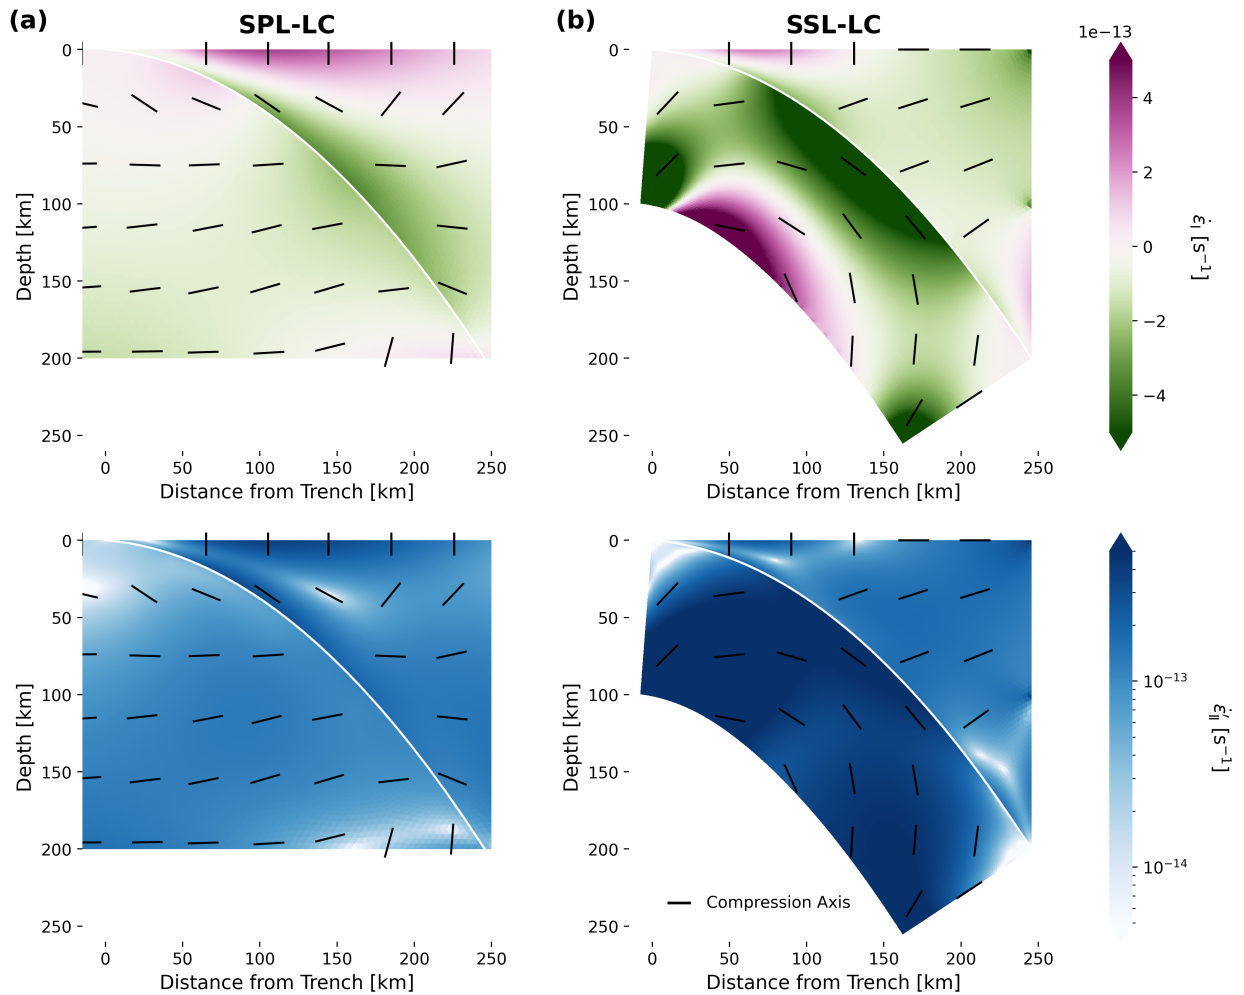 (a)
SPL-LC
(b)
SSL-LC
1e−13
0
50
100
150
200
250
Depth [km]
0 50 100 150 200 250
Distance from Trench [km]
0
50
100
150
200
250
Depth [km]
0 50 100 150 200 250
Distance from Trench [km]
4
2
0
−2
−4
ε̇I [s⁻¹]
0
50
100
150
200
250
Depth [km]
0 50 100 150 200 250
Distance from Trench [km]
0
50
100
150
200
250
Depth [km]
Compression Axis
0 50 100 150 200 250
Distance from Trench [km]
10⁻¹³
10⁻¹⁴
ε̇′II [s⁻¹]